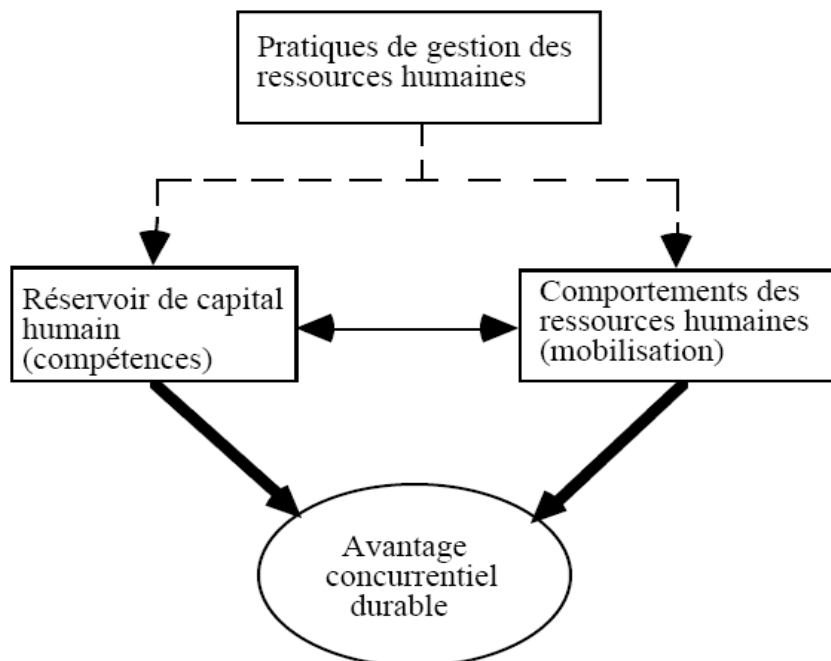 Pratiques de gestion des
ressources humaines
Réservoir de capital
humain
(compétences)
Comportements des
ressources humaines
(mobilisation)
Avantage
concurrentiel
durable